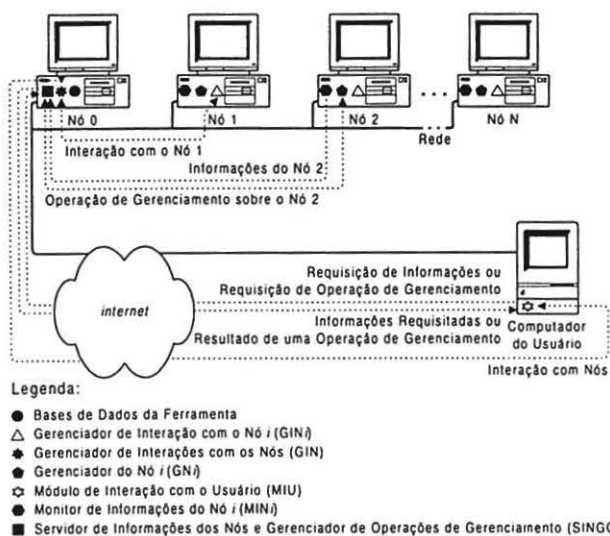 Nó 0
Nó 1
Nó 2
Nó N
Rede
Interação com o Nó 1
Informações do Nó 2
Operação de Gerenciamento sobre o Nó 2
internet
Requisição de Informações ou
Requisição de Operação de Gerenciamento
Informações Requisitadas ou
Resultado de uma Operação de Gerenciamento
Computador
do Usuário
Interação com Nós
Legenda:
Bases de Dados da Ferramenta
Gerenciador de Interação com o Nó i (GINi)
Gerenciador de Interações com os Nós (GIN)
Gerenciador do Nó i (GNi)
Módulo de Interação com o Usuário (MIU)
Monitor de Informações do Nó i (MINi)
Servidor de Informações dos Nós e Gerenciador de Operações de Gerenciamento (SINGO